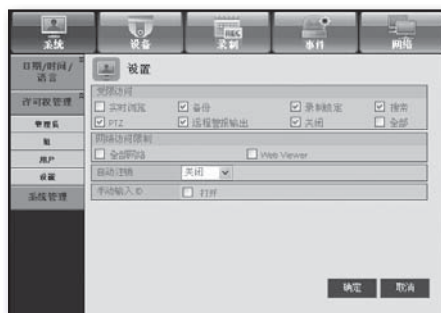 系统 设备 录制 事件 网络
日期/时间/
语言
许可权管理
管理员
组
用户
设置
系统管理
设置
受限访问
实时浏览 备份 录制设定 搜索
PTZ 远程警报输出 关闭 全部
网络访问限制
全部网络 Web Viewer
自动注销 关闭
手动输入 ID 打开
确定 取消